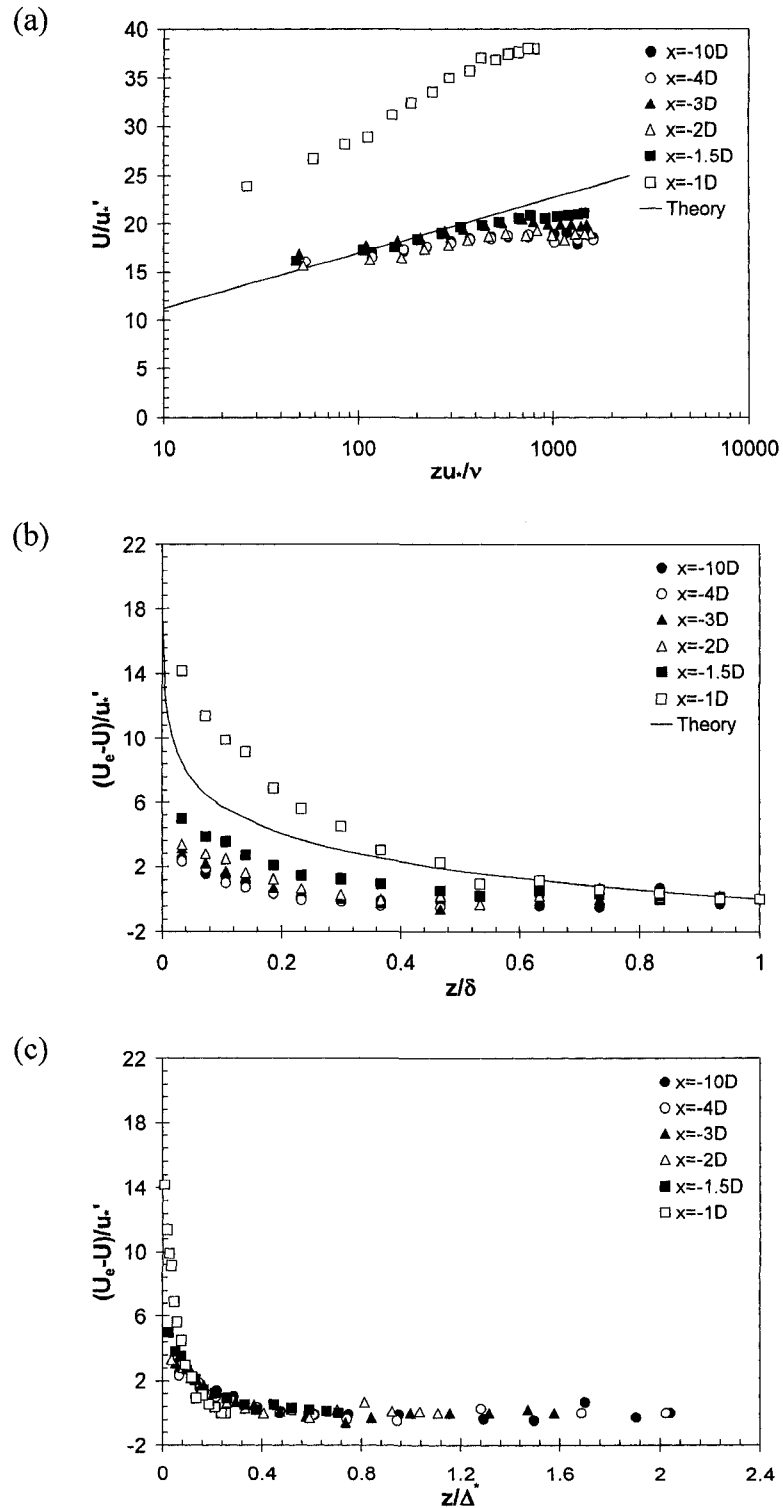 (a)
40
35
30
25
20
15
10
5
0
U/u*'
10
100
1000
10000
zu*/ν
x=-10D
x=-4D
x=-3D
x=-2D
x=-1.5D
x=-1D
Theory
(b)
22
18
14
10
6
2
-2
(Ue-U)/u*'
0
0.2
0.4
0.6
0.8
1
z/δ
x=-10D
x=-4D
x=-3D
x=-2D
x=-1.5D
x=-1D
Theory
(c)
22
18
14
10
6
2
-2
(Ue-U)/u*'
0
0.4
0.8
1.2
1.6
2
2.4
z/Δ*
x=-10D
x=-4D
x=-3D
x=-2D
x=-1.5D
x=-1D